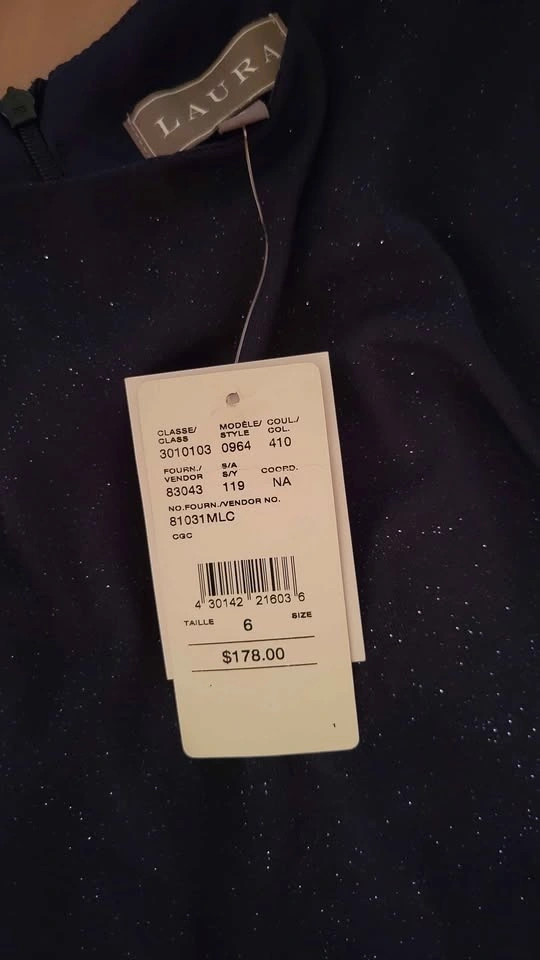 LAURA
CLASSE/ MODÈLE/ COUL./
CLASS STYLE COL.
3010103 0964 410
FOURN./ S/A COORD.
VENDOR S/Y
83043 119 NA
NO.FOURN./VENDOR NO.
81031MLC
CGC
4 30142 21603 6
TAILLE 6 SIZE
$178.00
1